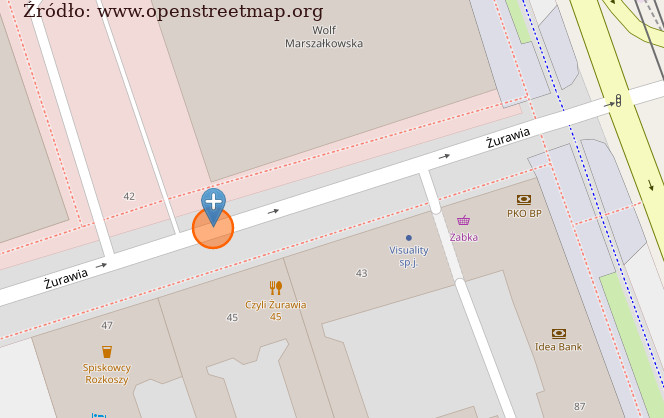 Źródło: www.openstreetmap.org
Wolf
Marszałkowska
Żurawia
42
PKO BP
Żabka
Visuality
sp.j.
Żurawia
43
Czyli Żurawia
45
45
47
Idea Bank
Spiskowcy
Rozkoszy
87